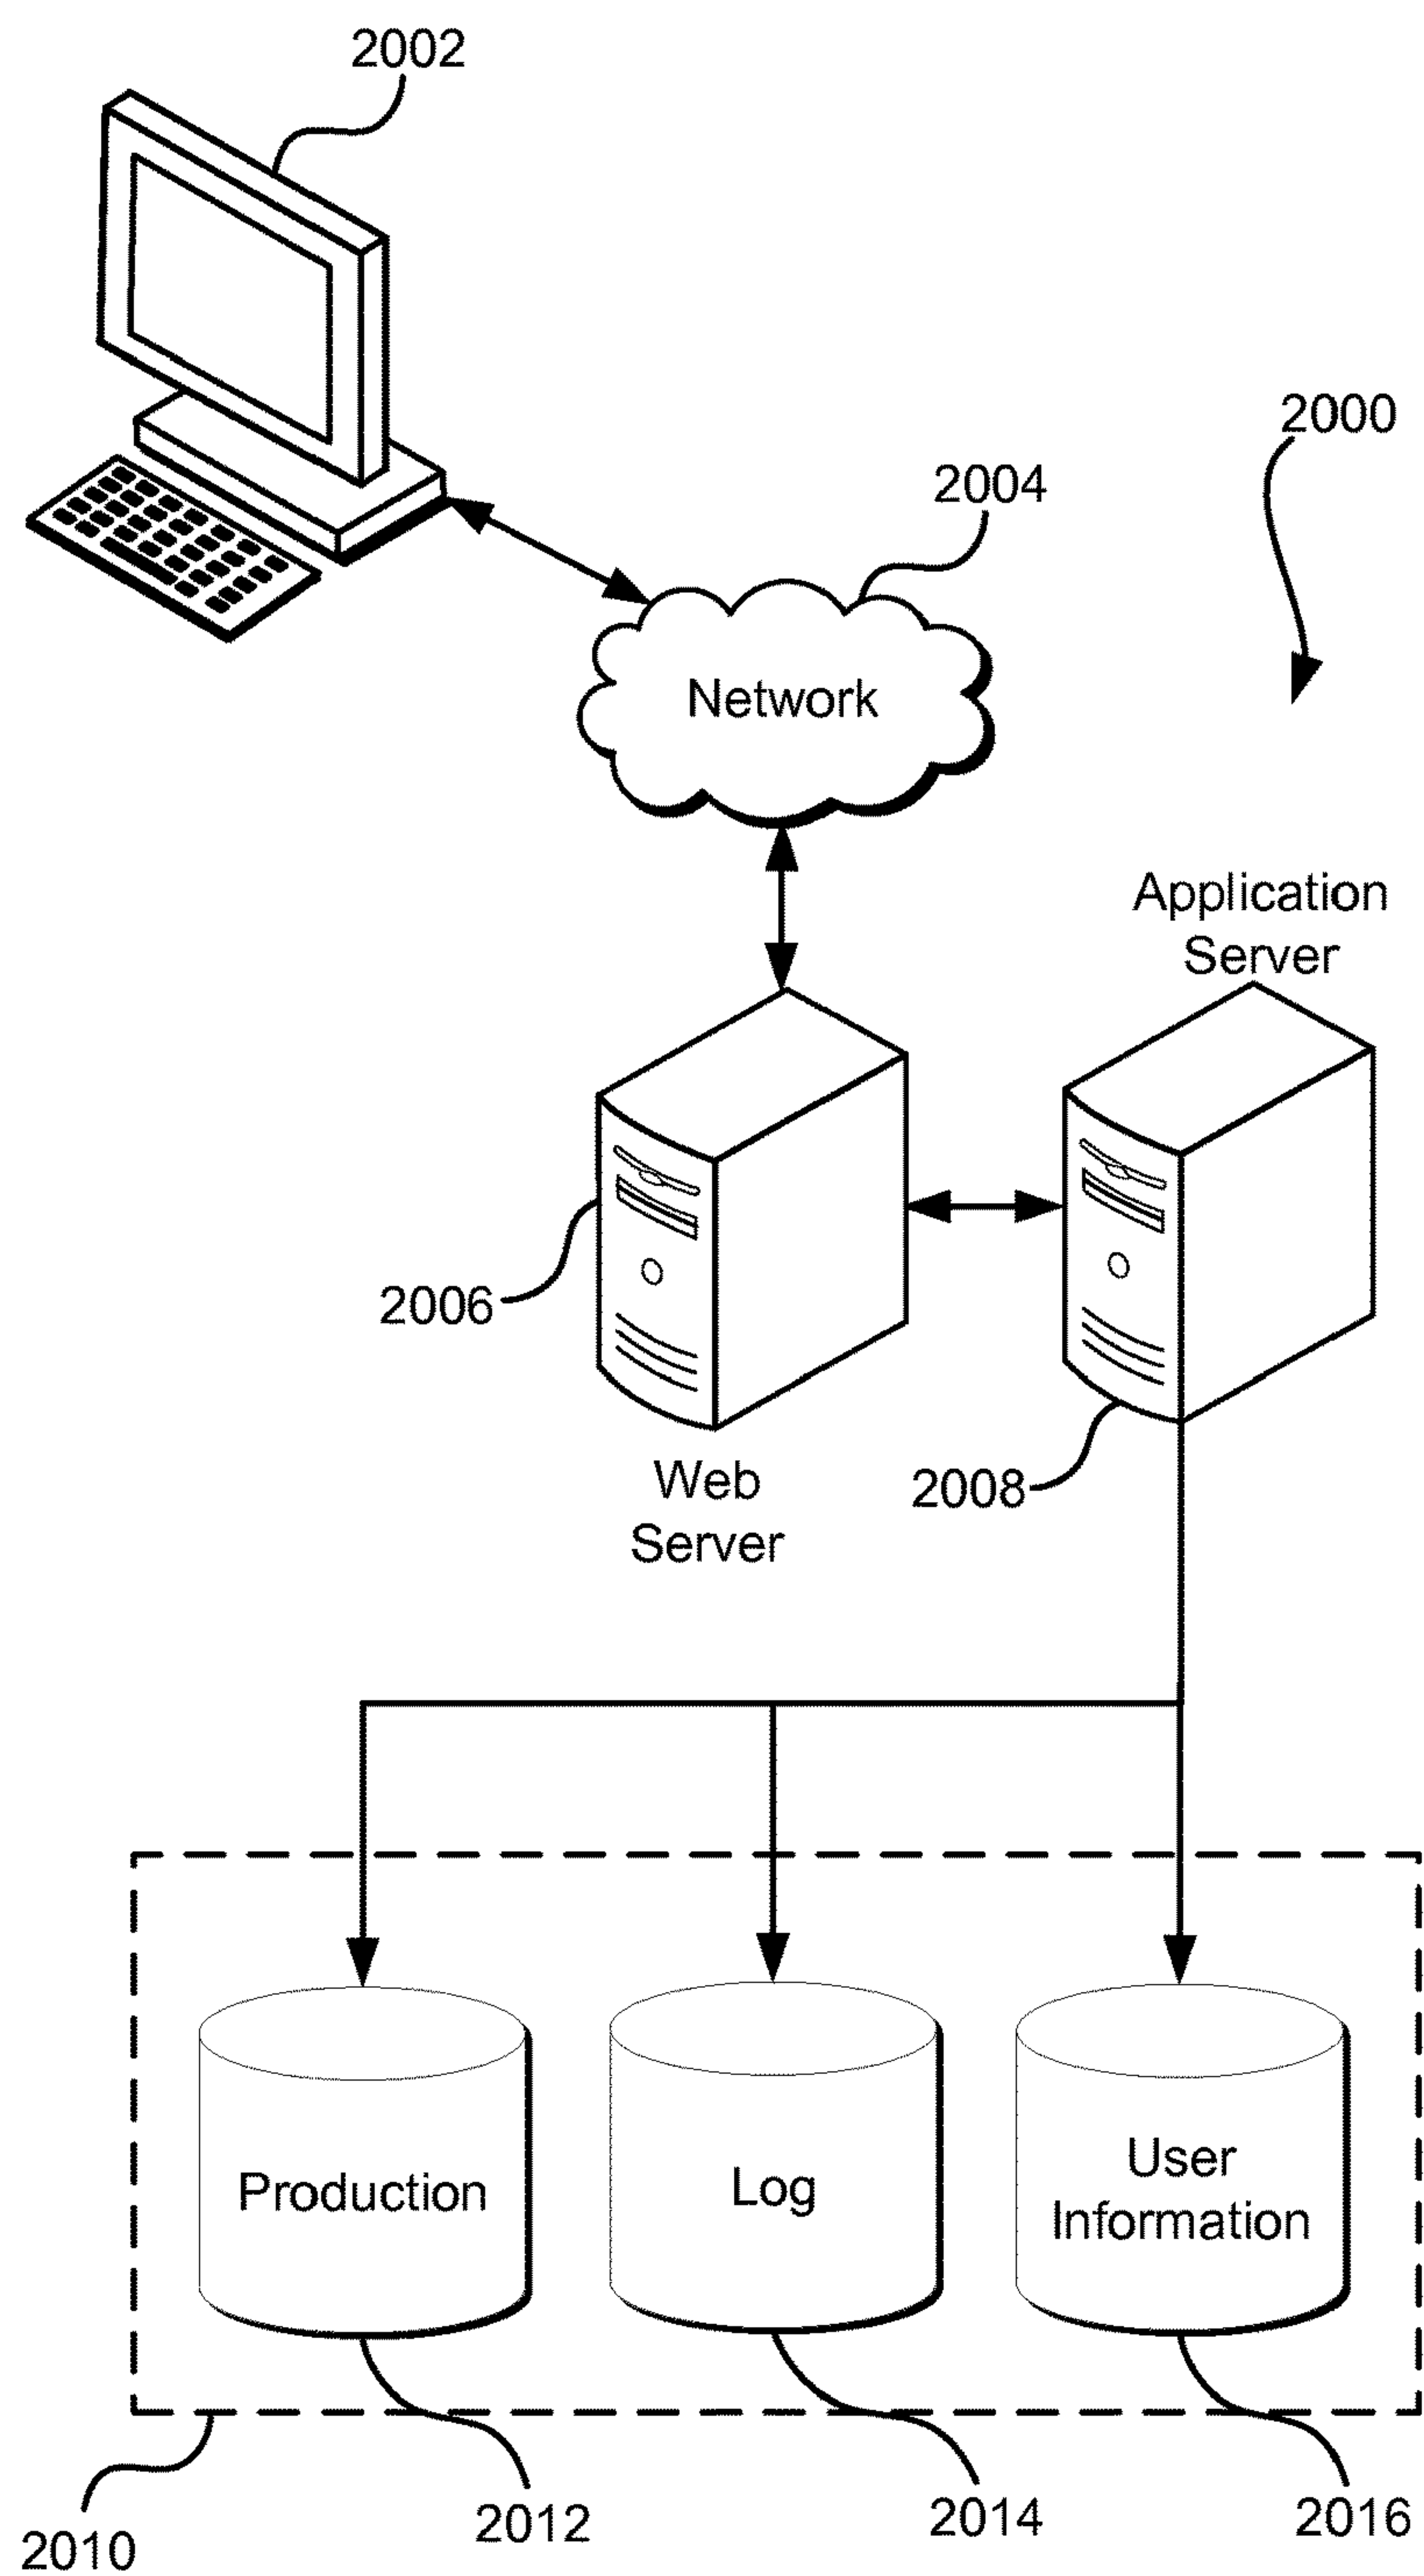 2002
2000
2004
Network
Application
Server
2006
Web
Server
2008
Production
Log
User
Information
2010
2012
2014
2016